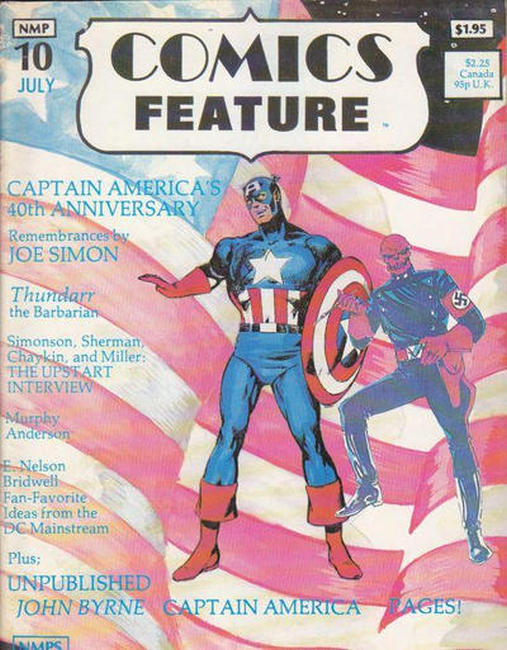 NMP
10
JULY
COMICS
FEATURE
™
$1.95
$2.25
Canada
95p U.K.
CAPTAIN AMERICA'S
40th ANNIVERSARY
Remembrances by
JOE SIMON
Thundarr
the Barbarian
Simonson, Sherman,
Chaykin, and Miller:
THE UPSTART
INTERVIEW
Murphy
Anderson
E. Nelson
Bridwell
Fan-Favorite
Ideas from the
DC Mainstream
Plus;
UNPUBLISHED
JOHN BYRNE CAPTAIN AMERICA PAGES!
NMPS
A